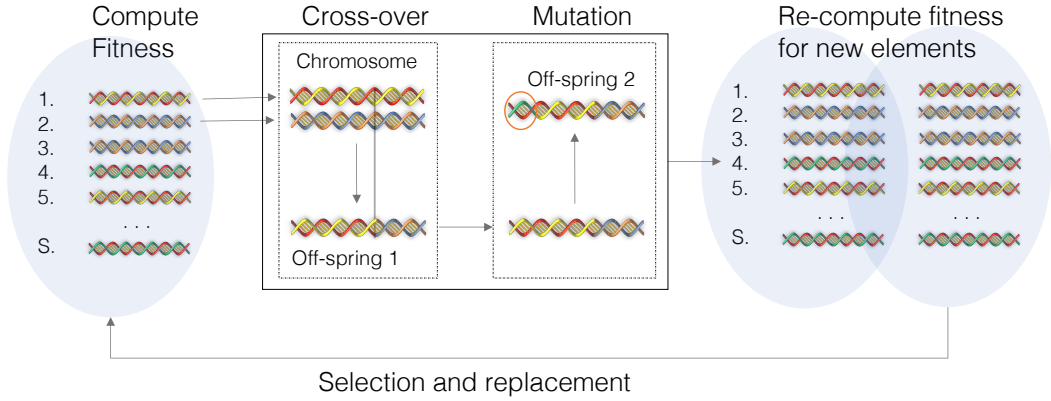 Compute
Fitness
1.
2.
3.
4.
5.
. . .
S.
Cross-over
Chromosome
Off-spring 1
Mutation
Off-spring 2
Re-compute fitness
for new elements
1.
2.
3.
4.
5.
. . . . . .
S.
Selection and replacement